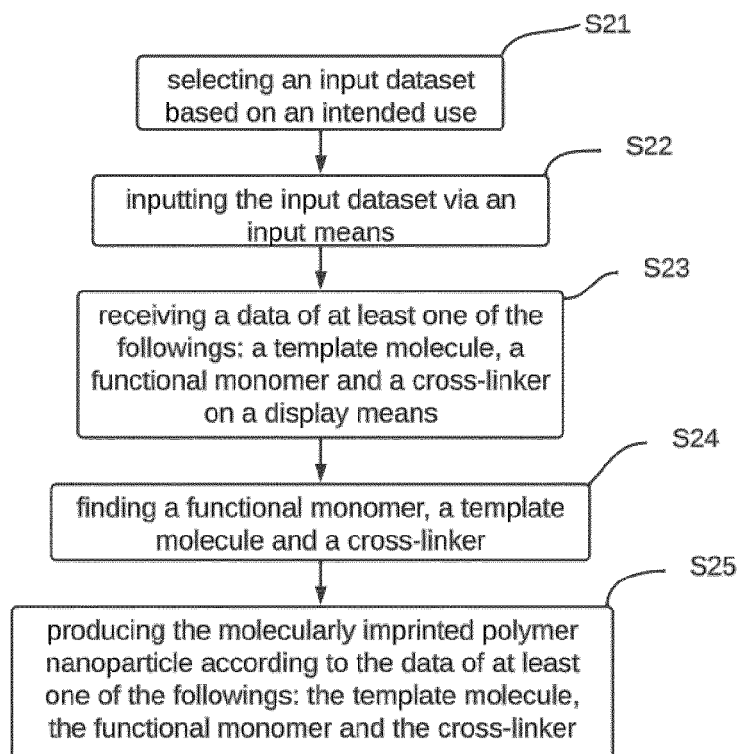 S21
selecting an input dataset
based on an intended use
S22
inputting the input dataset via an
input means
S23
receiving a data of at least one of the
followings: a template molecule, a
functional monomer and a cross-linker
on a display means
S24
finding a functional monomer, a template
molecule and a cross-linker
S25
producing the molecularly imprinted polymer
nanoparticle according to the data of at least
one of the followings: the template molecule,
the functional monomer and the cross-linker